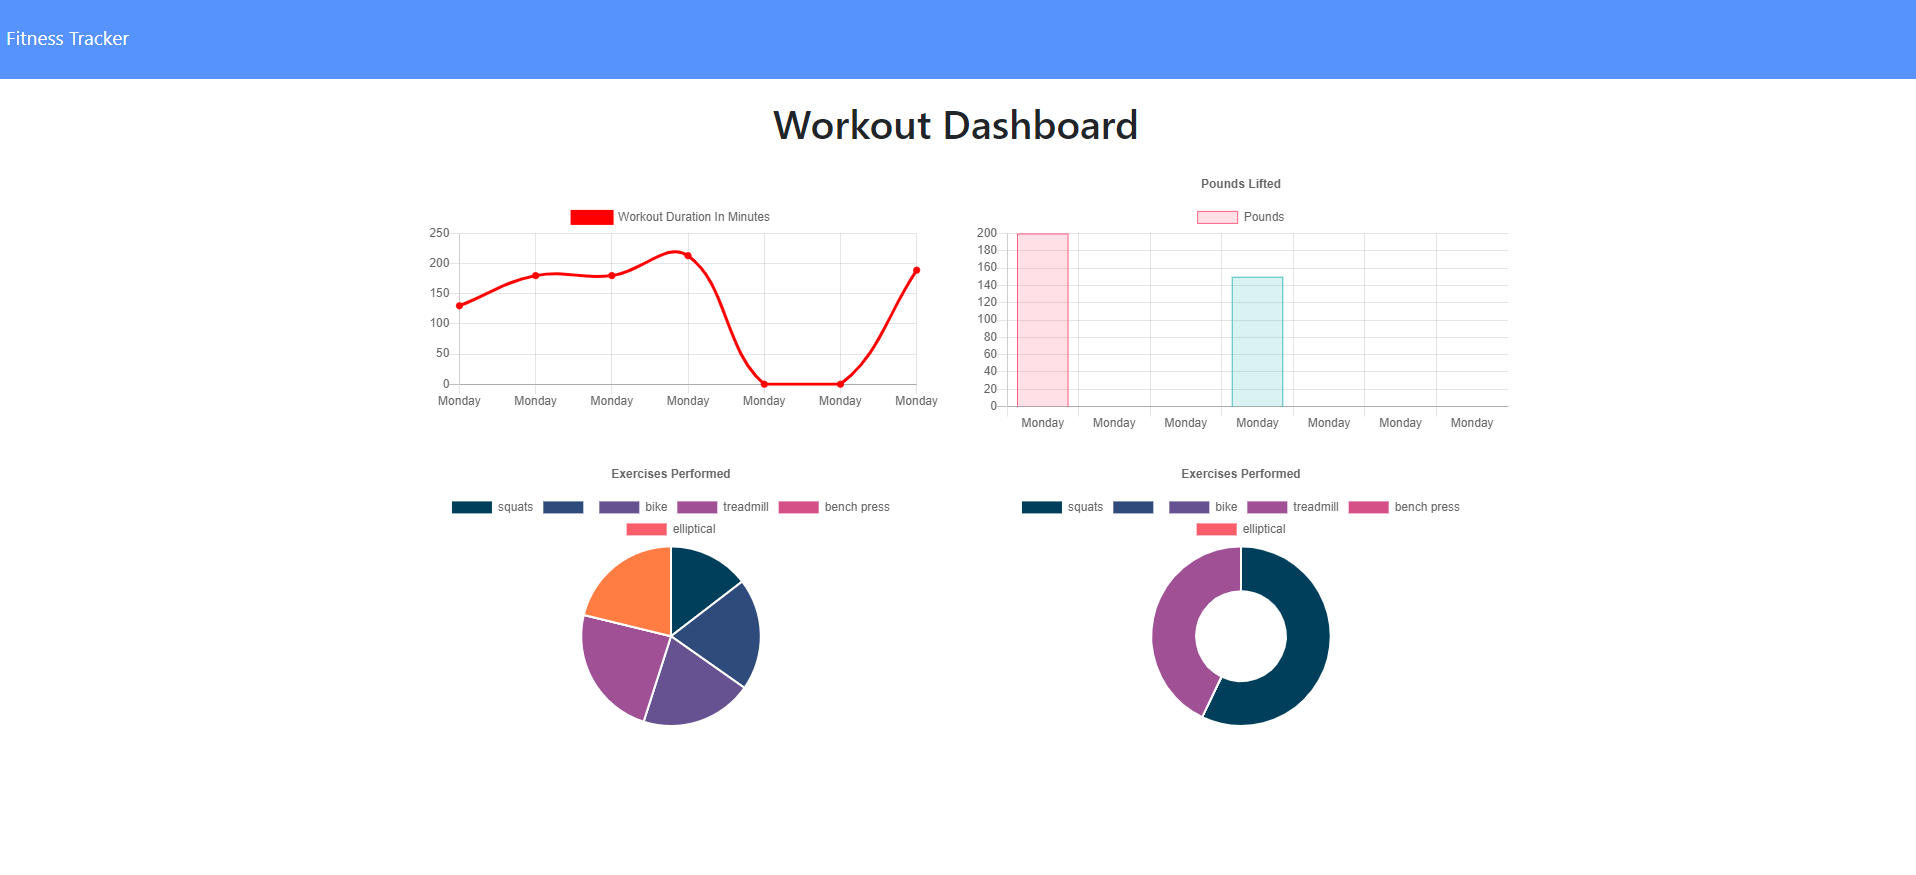 Fitness Tracker
Workout Dashboard
Workout Duration In Minutes
250
200
150
100
50
0
Monday Monday Monday Monday Monday Monday Monday
Pounds Lifted
Pounds
200
180
160
140
120
100
80
60
40
20
0
Monday Monday Monday Monday Monday Monday Monday
Exercises Performed
squats bike treadmill bench press
elliptical
Exercises Performed
squats bike treadmill bench press
elliptical